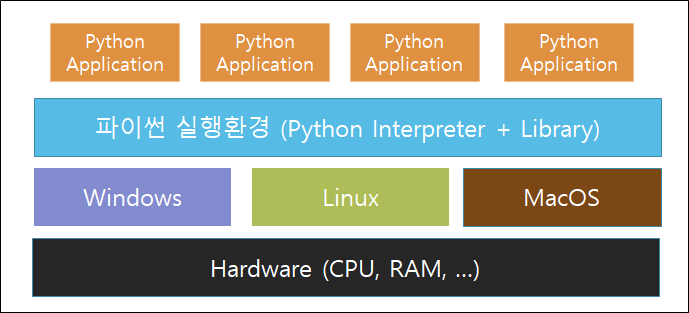 Python
Application
Python
Application
Python
Application
Python
Application
파이썬 실행환경 (Python Interpreter + Library)
Windows
Linux
MacOS
Hardware (CPU, RAM, ...)